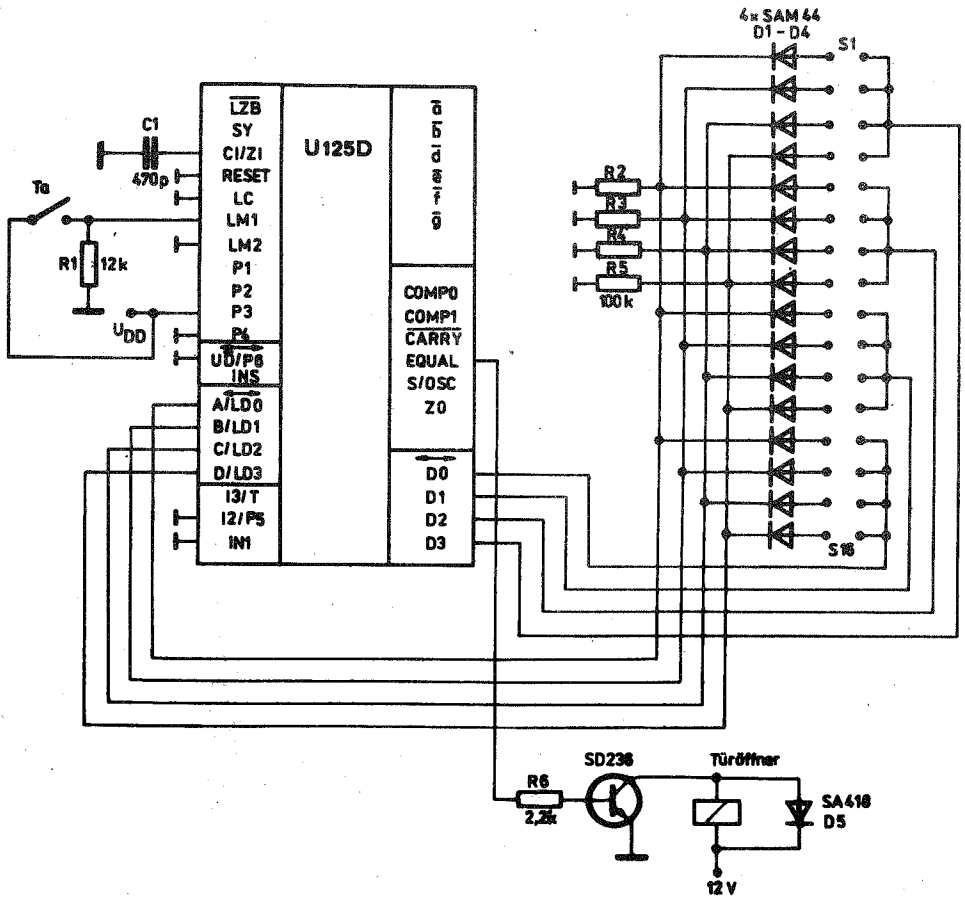 4x SAM 44
D1 - D4
S1
C1
470p
Ta
R1
12k
UDD
U125D
LZB
SY
CI/ZI
RESET
LC
LM1
LM2
P1
P2
P3
P4
UD/P6
INS
A/LD0
B/LD1
C/LD2
D/LD3
I3/T
I2/P5
IN1
a
b
d
e
f
g
COMP0
COMP1
CARRY
EQUAL
S/OSC
Z0
D0
D1
D2
D3
R2
R3
R4
R5
100k
S16
R6
2,2k
SD236
Türöffner
SA418
D5
12 V